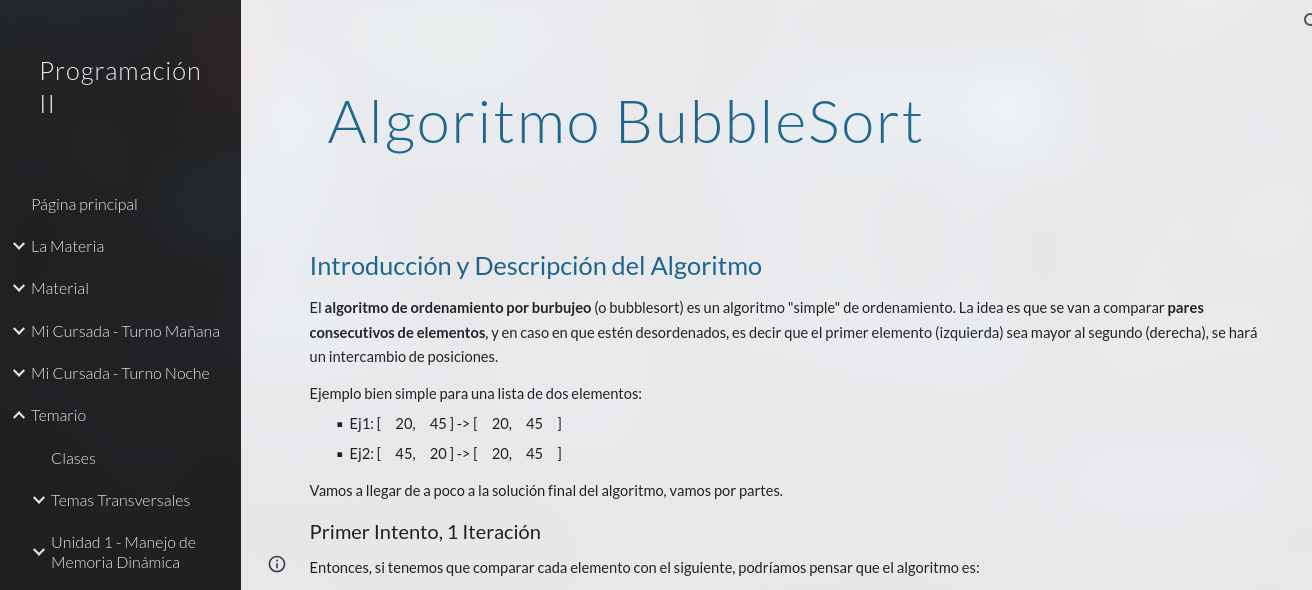 Programación
II
Página principal
La Materia
Material
Mi Cursada - Turno Mañana
Mi Cursada - Turno Noche
Temario
Clases
Temas Transversales
Unidad 1 - Manejo de
Memoria Dinámica
Algoritmo BubbleSort
Introducción y Descripción del Algoritmo
El algoritmo de ordenamiento por burbujeo (o bubblesort) es un algoritmo "simple" de ordenamiento. La idea es que se van a comparar pares
consecutivos de elementos, y en caso en que estén desordenados, es decir que el primer elemento (izquierda) sea mayor al segundo (derecha), se hará
un intercambio de posiciones.
Ejemplo bien simple para una lista de dos elementos:
▪ Ej1: [ 20, 45 ] -> [ 20, 45 ]
▪ Ej2: [ 45, 20 ] -> [ 20, 45 ]
Vamos a llegar de a poco a la solución final del algoritmo, vamos por partes.
Primer Intento, 1 Iteración
Entonces, si tenemos que comparar cada elemento con el siguiente, podríamos pensar que el algoritmo es: